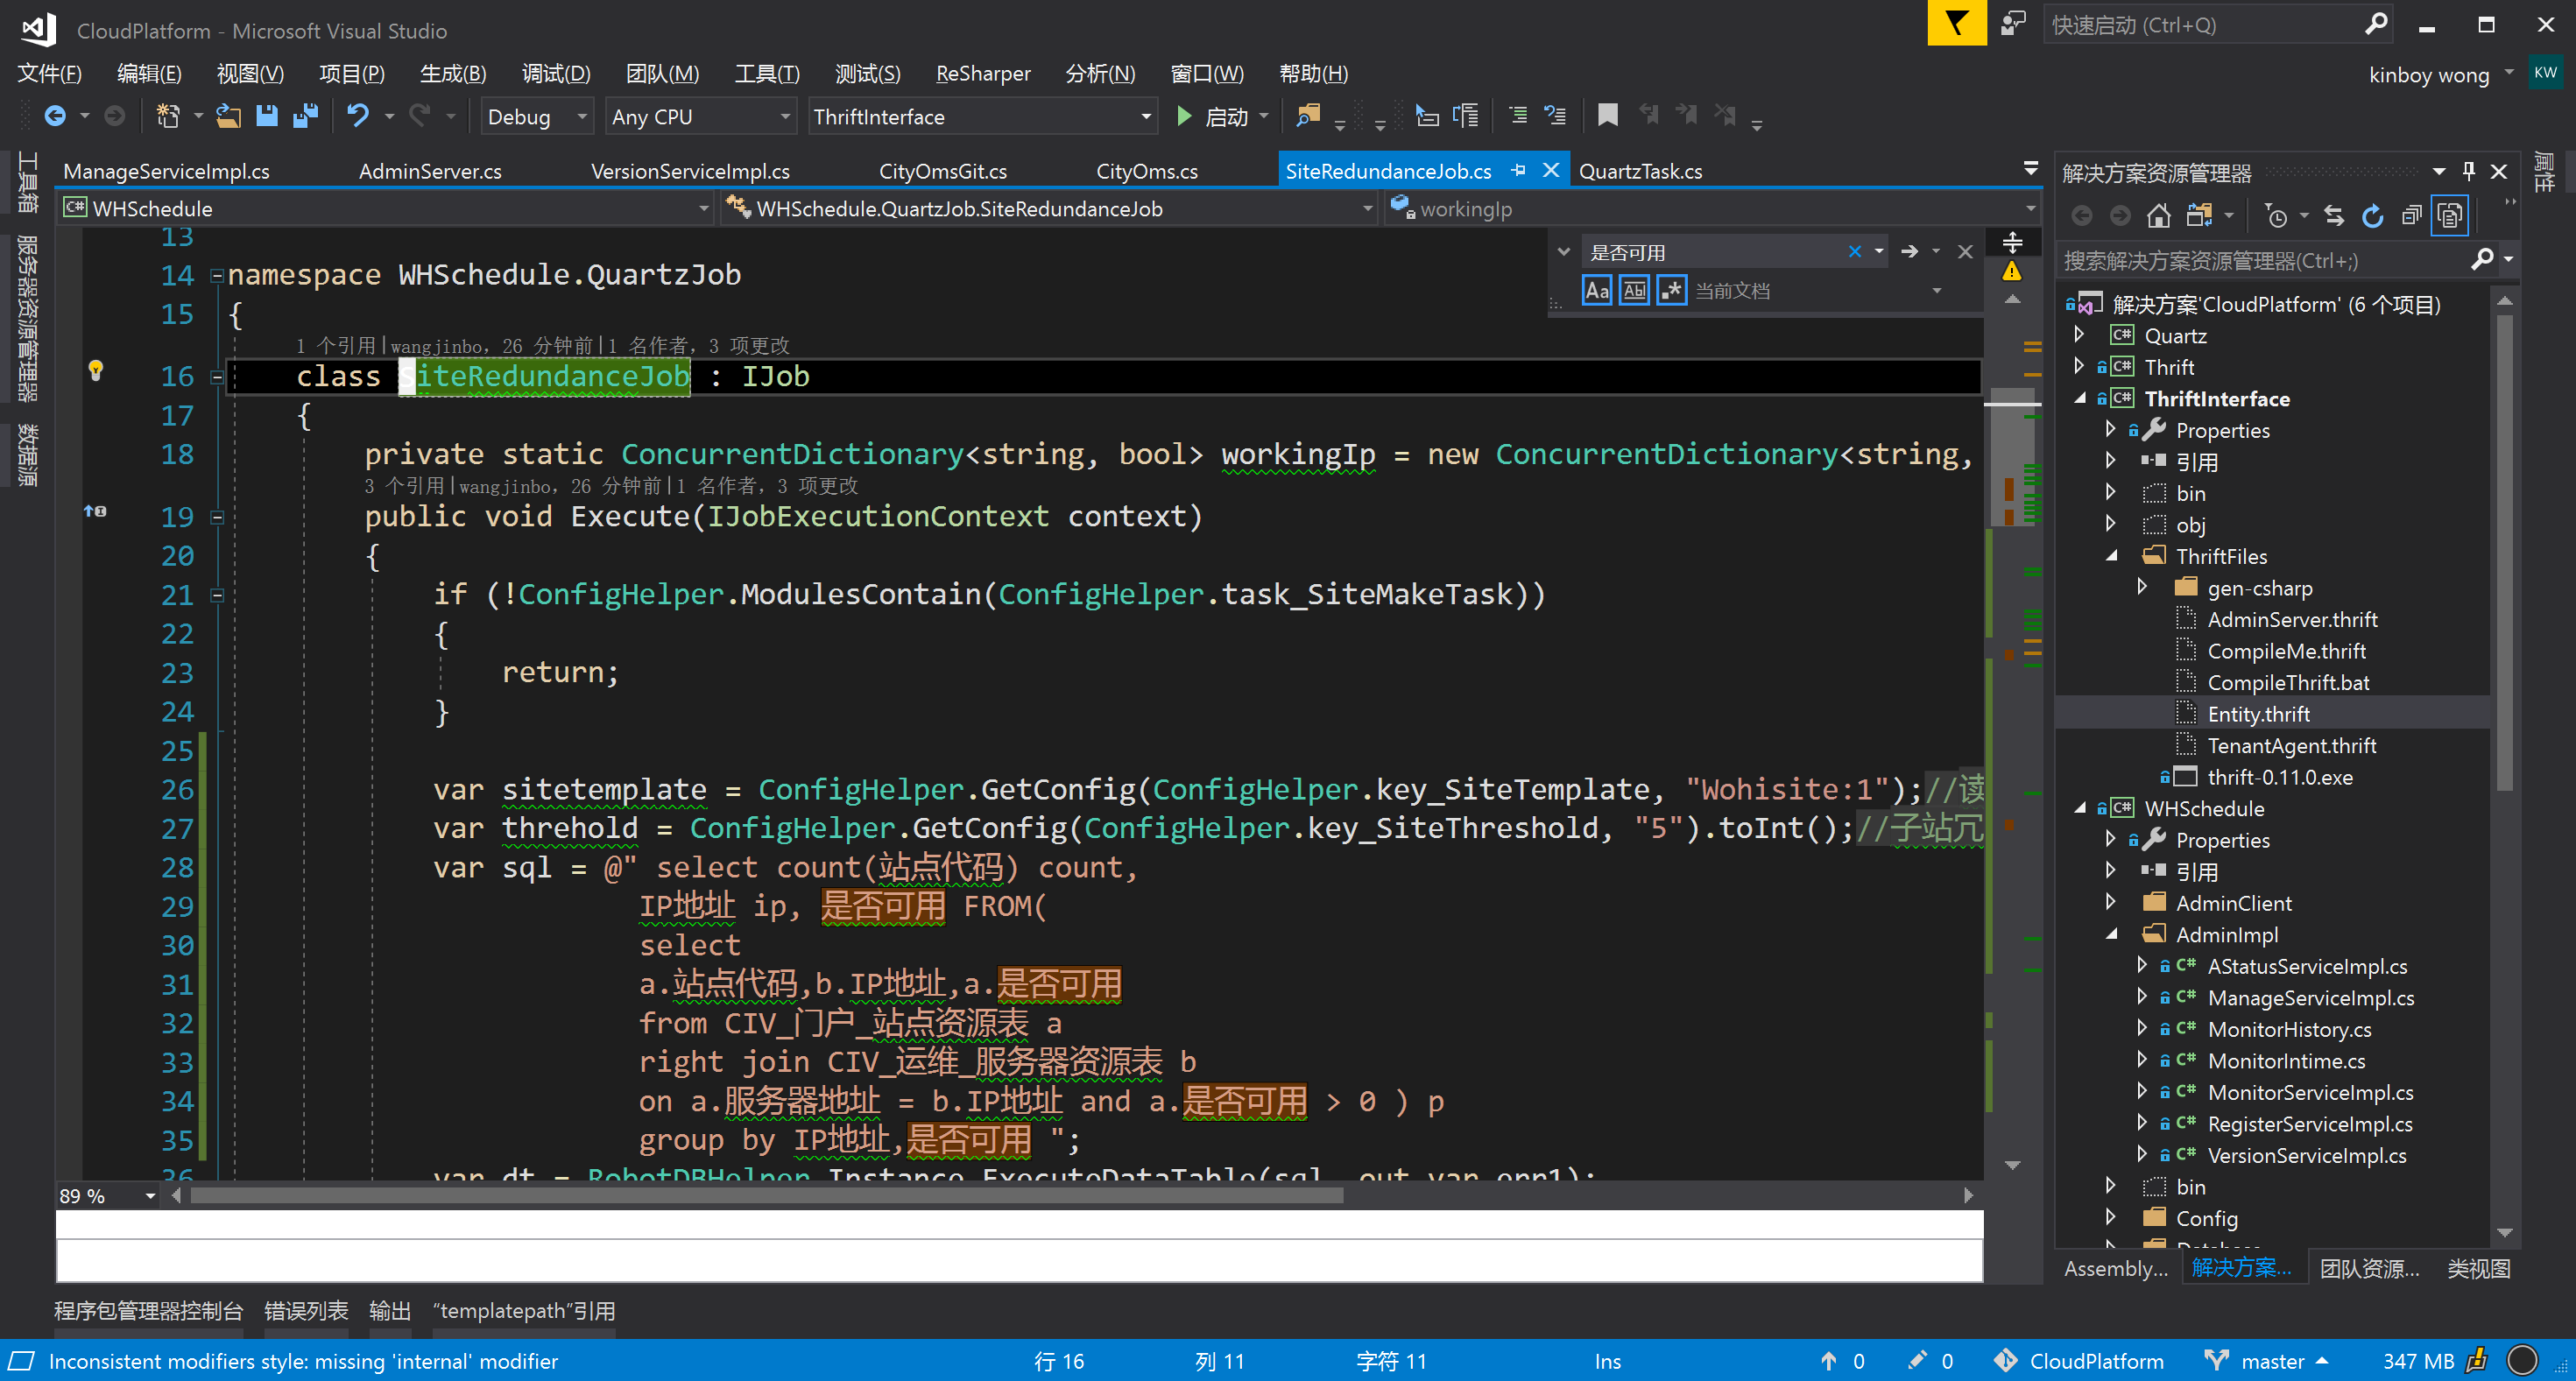 CloudPlatform - Microsoft Visual Studio
快速启动 (Ctrl+Q)
文件(F) 编辑(E) 视图(V) 项目(P) 生成(B) 调试(D) 团队(M) 工具(T) 测试(S) ReSharper 分析(N) 窗口(W) 帮助(H)
kinboy wong KW
Debug Any CPU ThriftInterface 启动
工具箱
服务器资源管理器
数据源
ManageServiceImpl.cs AdminServer.cs VersionServiceImpl.cs CityOmsGit.cs CityOms.cs SiteRedundanceJob.cs QuartzTask.cs
C# WHSchedule WHSchedule.QuartzJob.SiteRedundanceJob workingIp
是否可用
Aa Abl .* 当前文档
13
14 namespace WHSchedule.QuartzJob
15 {
1 个引用|wangjinbo，26 分钟前|1 名作者，3 项更改
16 class SiteRedundanceJob : IJob
17 {
18 private static ConcurrentDictionary<string, bool> workingIp = new ConcurrentDictionary<string,
3 个引用|wangjinbo，26 分钟前|1 名作者，3 项更改
19 public void Execute(IJobExecutionContext context)
20 {
21 if (!ConfigHelper.ModulesContain(ConfigHelper.task_SiteMakeTask))
22 {
23 return;
24 }
25
26 var sitetemplate = ConfigHelper.GetConfig(ConfigHelper.key_SiteTemplate, "Wohisite:1");//读
27 var threhold = ConfigHelper.GetConfig(ConfigHelper.key_SiteThreshold, "5").toInt();//子站冗
28 var sql = @" select count(站点代码) count,
29 IP地址 ip, 是否可用 FROM(
30 select
31 a.站点代码,b.IP地址,a.是否可用
32 from CIV_门户_站点资源表 a
33 right join CIV_运维_服务器资源表 b
34 on a.服务器地址 = b.IP地址 and a.是否可用 > 0 ) p
35 group by IP地址,是否可用 ";
36 var dt = RobotDBHelper.Instance.ExecuteDataTable(sql, out var err1);
89 %
解决方案资源管理器
搜索解决方案资源管理器(Ctrl+;)
解决方案'CloudPlatform' (6 个项目)
C# Quartz
C# Thrift
C# ThriftInterface
Properties
引用
bin
obj
ThriftFiles
gen-csharp
AdminServer.thrift
CompileMe.thrift
CompileThrift.bat
Entity.thrift
TenantAgent.thrift
thrift-0.11.0.exe
C# WHSchedule
Properties
引用
AdminClient
AdminImpl
C# AStatusServiceImpl.cs
C# ManageServiceImpl.cs
C# MonitorHistory.cs
C# MonitorIntime.cs
C# MonitorServiceImpl.cs
C# RegisterServiceImpl.cs
C# VersionServiceImpl.cs
bin
Config
Database
Assembly... 解决方案... 团队资源... 类视图
属性
程序包管理器控制台 错误列表 输出 “templatepath”引用
Inconsistent modifiers style: missing 'internal' modifier 行 16 列 11 字符 11 Ins 0 0 CloudPlatform master 347 MB